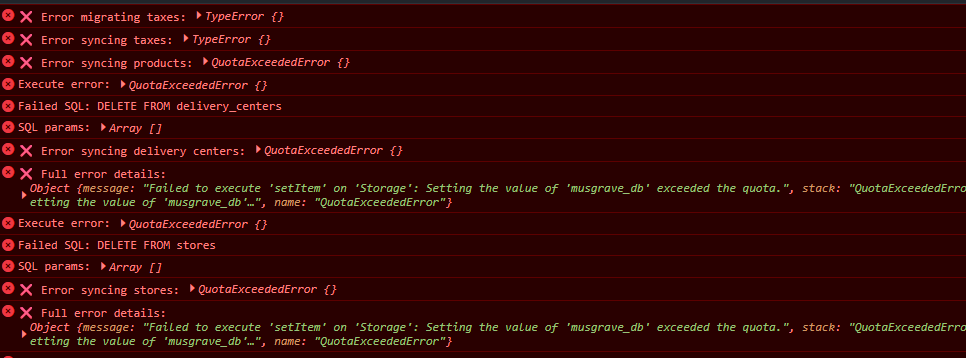 Error migrating taxes: TypeError {}
Error syncing taxes: TypeError {}
Error syncing products: QuotaExceededError {}
Execute error: QuotaExceededError {}
Failed SQL: DELETE FROM delivery_centers
SQL params: Array []
Error syncing delivery centers: QuotaExceededError {}
Full error details:
Object {message: "Failed to execute 'setItem' on 'Storage': Setting the value of 'musgrave_db' exceeded the quota.", stack: "QuotaExceededErro
etting the value of 'musgrave_db'…", name: "QuotaExceededError"}
Execute error: QuotaExceededError {}
Failed SQL: DELETE FROM stores
SQL params: Array []
Error syncing stores: QuotaExceededError {}
Full error details:
Object {message: "Failed to execute 'setItem' on 'Storage': Setting the value of 'musgrave_db' exceeded the quota.", stack: "QuotaExceededErro
etting the value of 'musgrave_db'…", name: "QuotaExceededError"}